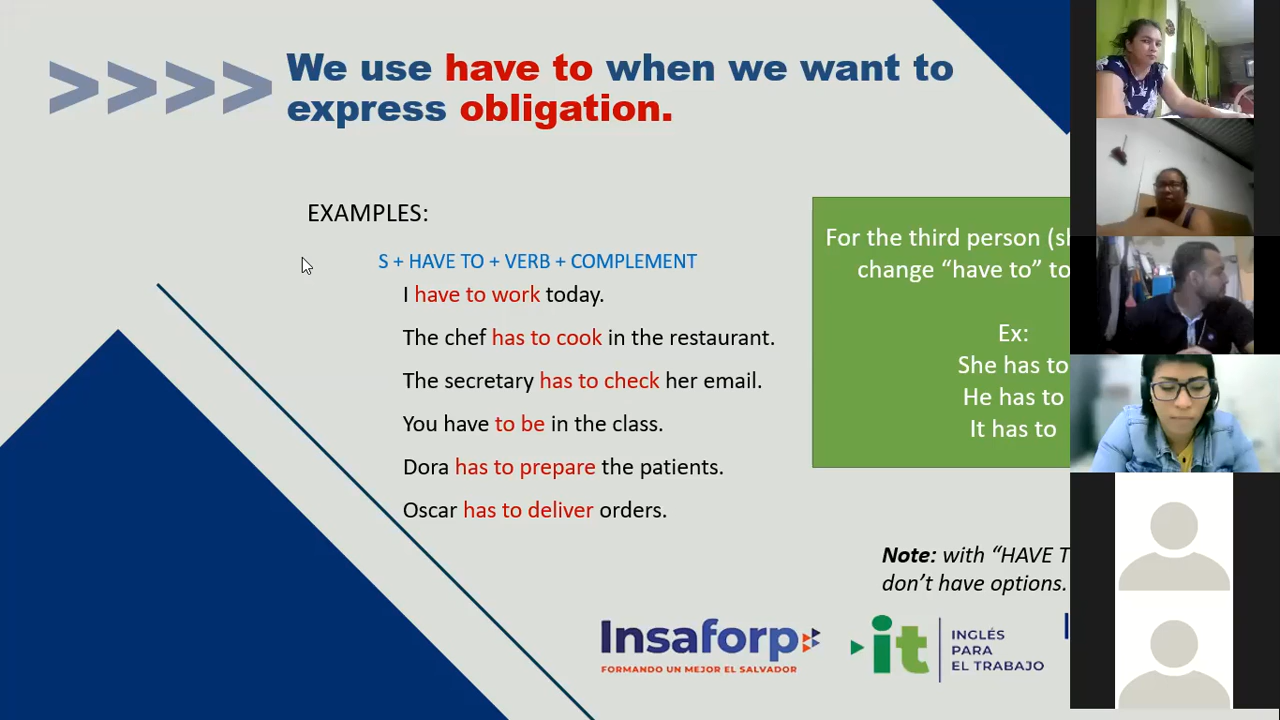 >>>>
We use have to when we want to
express obligation.
EXAMPLES:
S + HAVE TO + VERB + COMPLEMENT
I have to work today.
The chef has to cook in the restaurant.
The secretary has to check her email.
You have to be in the class.
Dora has to prepare the patients.
Oscar has to deliver orders.
For the third person
change “have to” to
Ex:
She has to
He has to
It has to
Note: with “HAVE
don’t have options.
Insaforp
FORMANDO UN MEJOR EL SALVADOR
it
INGLÉS
PARA
EL TRABAJO